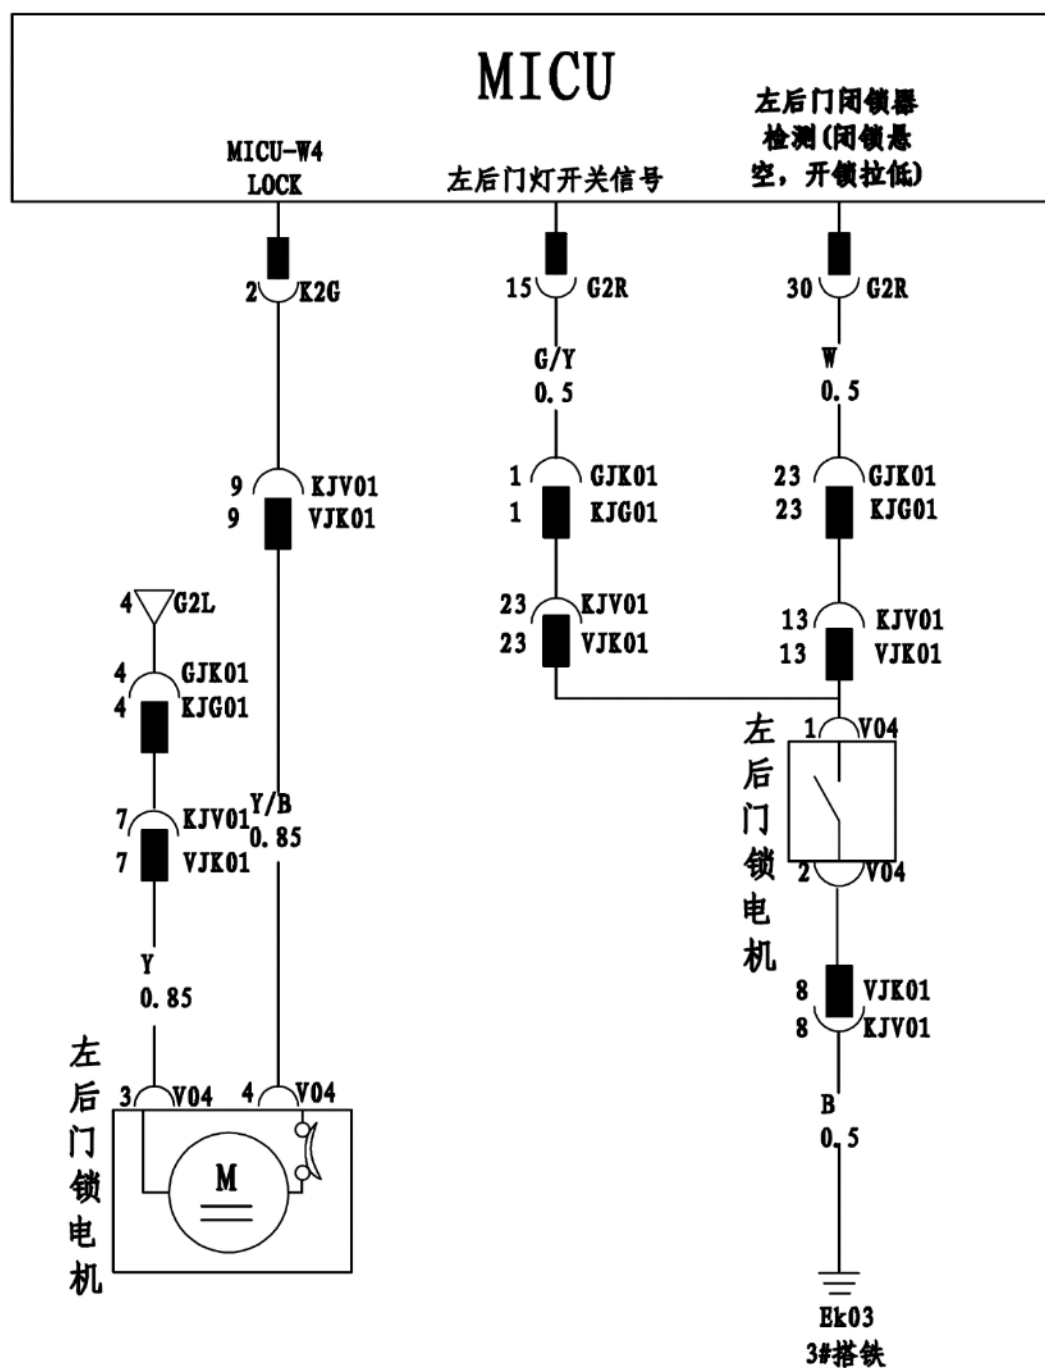 MICU
MICU-W4
LOCK
左后门灯开关信号
左后门闭锁器
检测(闭锁悬
空，开锁拉低)
2 K2G
15 G2R
30 G2R
G/Y
0.5
W
0.5
9 KJV01
9 VJK01
1 GJK01
1 KJG01
23 GJK01
23 KJG01
4 G2L
23 KJV01
23 VJK01
13 KJV01
13 VJK01
4 GJK01
4 KJG01
1 V04
左后门锁电机
2 V04
7 KJV01
7 VJK01
Y/B
0.85
Y
0.85
8 VJK01
8 KJV01
B
0.5
3 V04
4 V04
左后门锁电机
M
Ek03
3#搭铁